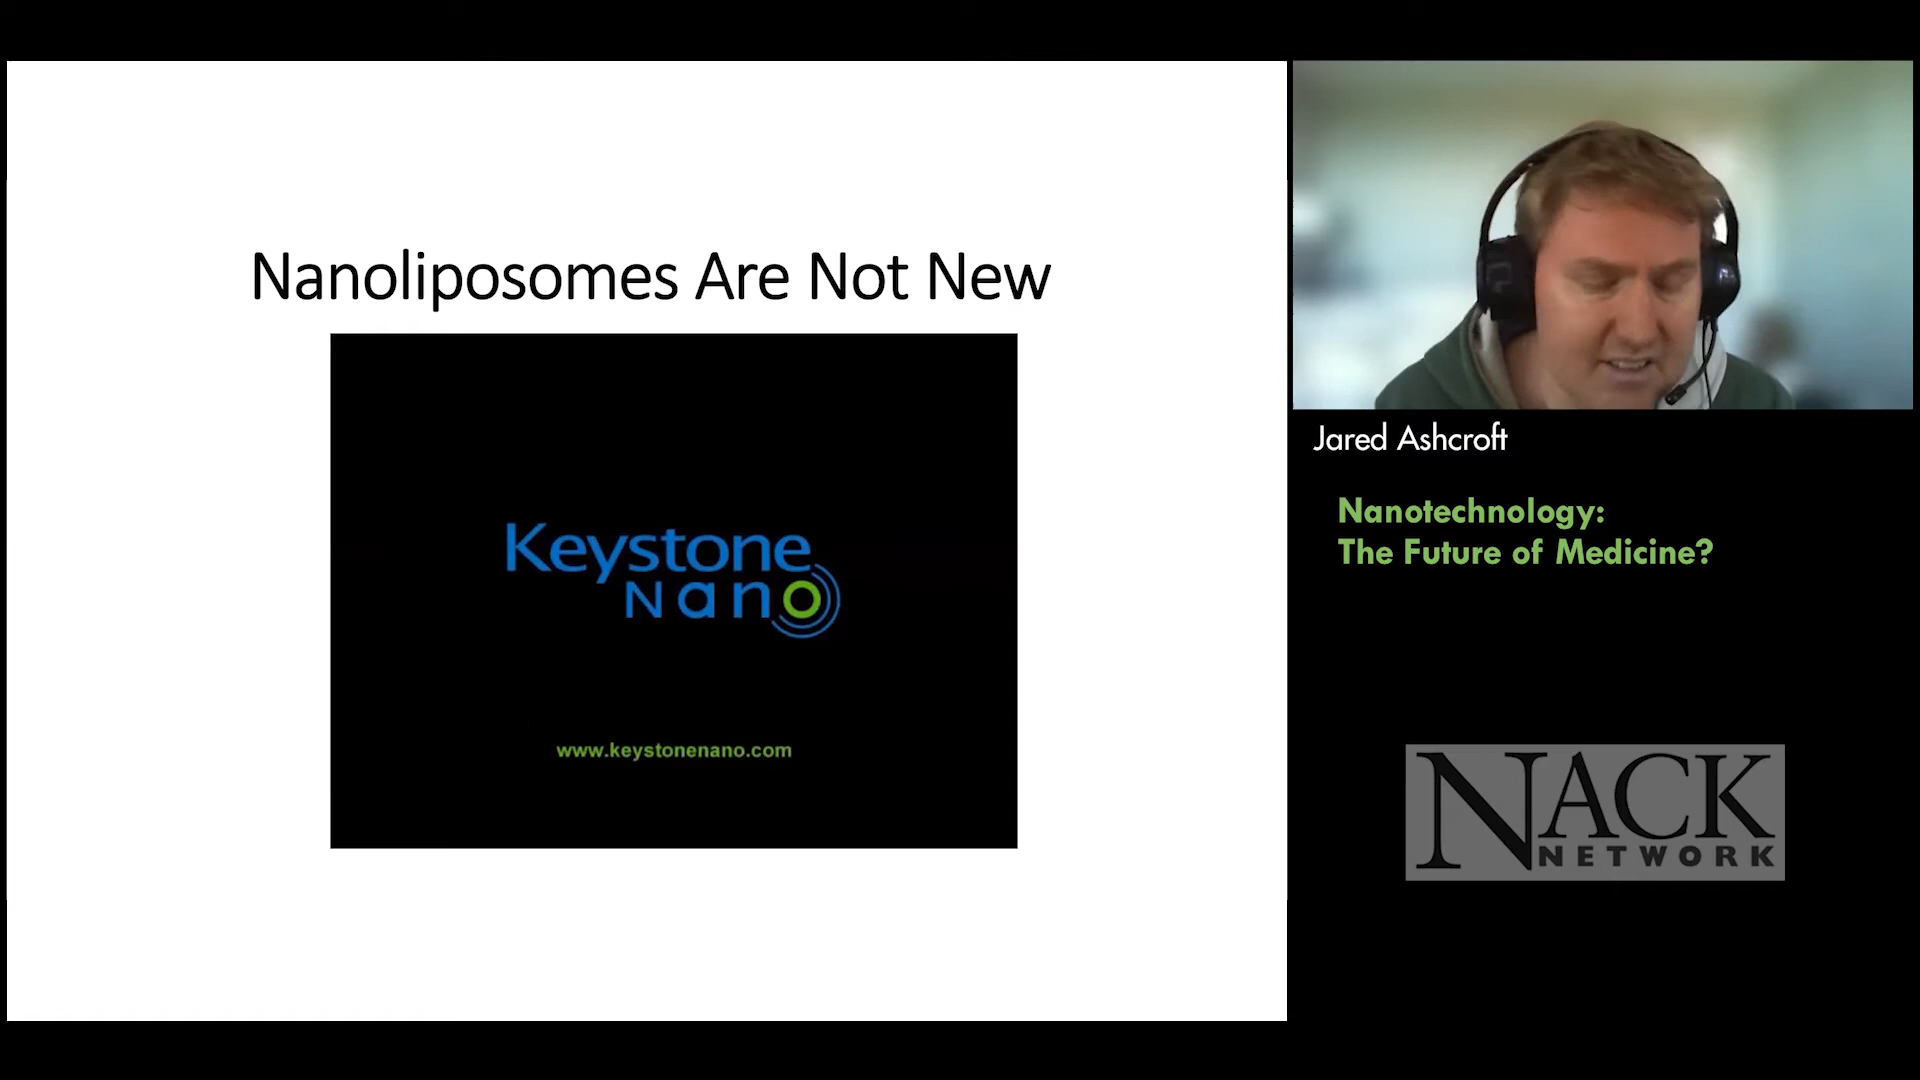 Nanoliposomes Are Not New
Keystone
Nano
www.keystonenano.com
Jared Ashcroft
Nanotechnology:
The Future of Medicine?
NACK
NETWORK